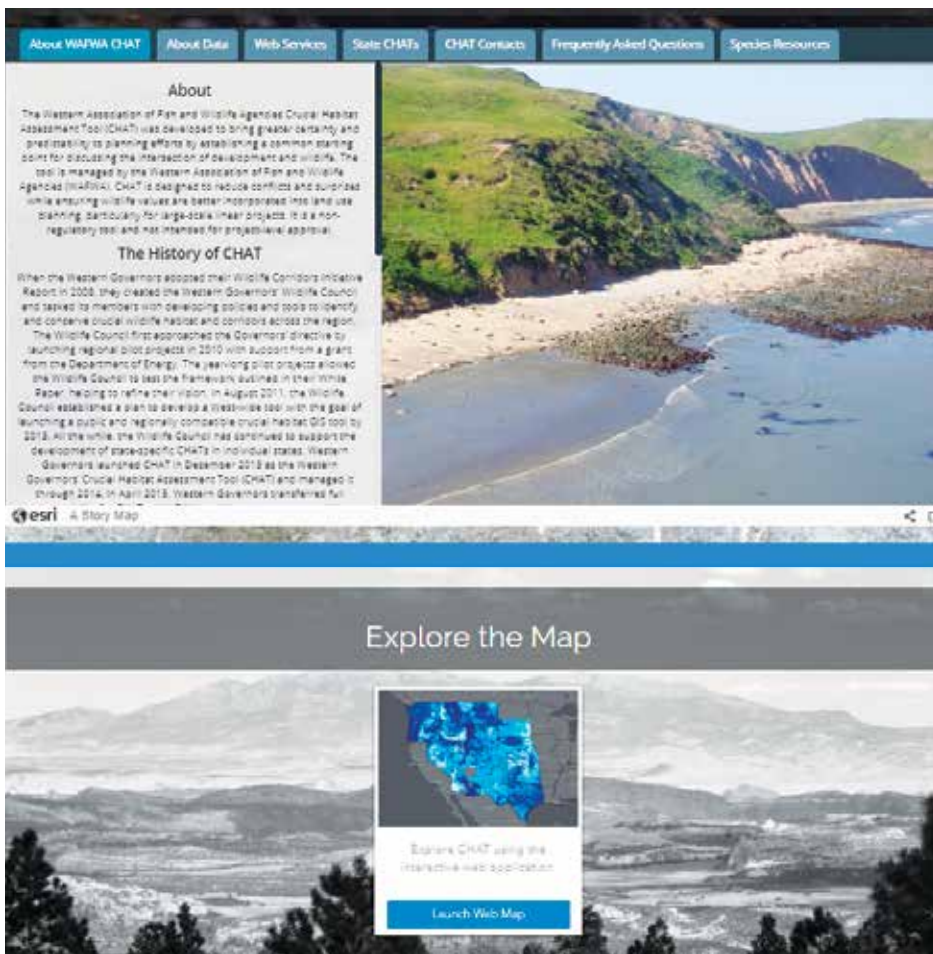 About WAFWA CHAT
About Data
Web Services
State CHATs
CHAT Contacts
Frequently Asked Questions
Species Resources
About
The Western Association of Fish and Wildlife Agencies Crucial Habitat
Assessment Tool (CHAT) was developed to bring greater certainty and
predictability to planning efforts by establishing a common starting
point for discussing the intersection of development and wildlife. The
tool is managed by the Western Association of Fish and Wildlife
Agencies (WAFWA). CHAT is designed to reduce conflicts and surprises
while ensuring wildlife values are better incorporated into land use
planning, particularly for large-scale linear projects. It is a non-
regulatory tool and not intended for project-level approval.
The History of CHAT
When the Western Governors adopted their Wildlife Corridors Initiative
Report in 2008, they created the Western Governors' Wildlife Council
and tasked its members with developing policies and tools to identify
and conserve crucial wildlife habitat and corridors across the region.
The Wildlife Council first approached the Governors' directive by
launching regional pilot projects in 2010 with support from a grant
from the Department of Energy. The year-long pilot projects allowed
the Wildlife Council to test the framework outlined in their White
Paper, helping to refine their vision. In August 2011, the Wildlife
Council established a plan to develop a West-wide tool with the goal of
launching a public and regionally compatible crucial habitat GIS tool by
2013. All the while, the Wildlife Council has continued to support the
development of state-specific CHATs in individual states. Western
Governors launched CHAT in December 2013 as the Western
Governors' Crucial Habitat Assessment Tool (CHAT) and managed it
through 2014. In April 2015, Western Governors transferred full
esri A Story Map
Explore the Map
Explore CHAT using the
interactive web application
Launch Web Map